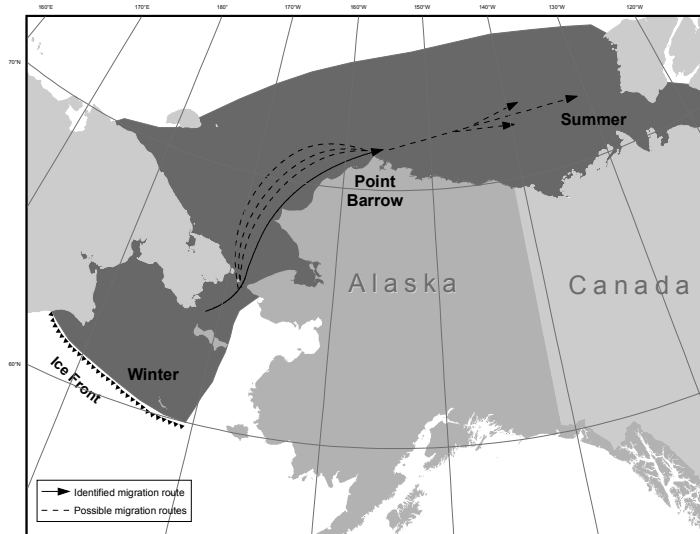 160°E
170°E
180°
170°W
160°W
150°W
140°W
130°W
120°W
70°N
Summer
Point
Barrow
Alaska
Canada
60°N
Winter
Ice Front
Identified migration route
Possible migration routes